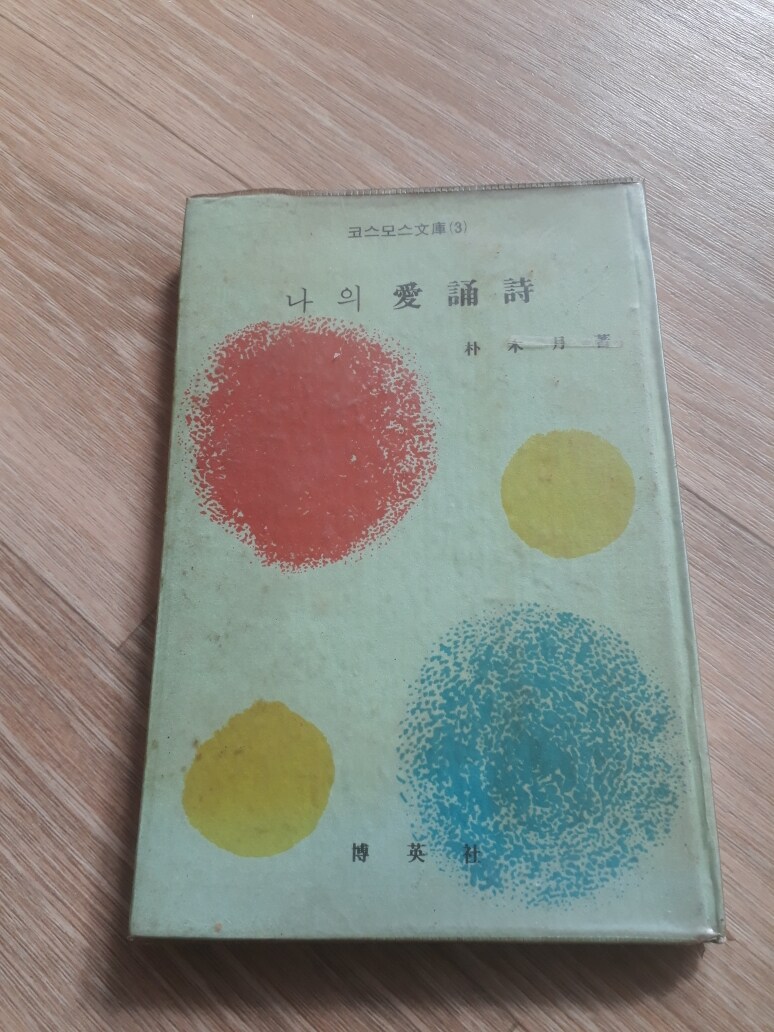 코스모스文庫(3)
나의 愛誦詩
朴木月著
博英社